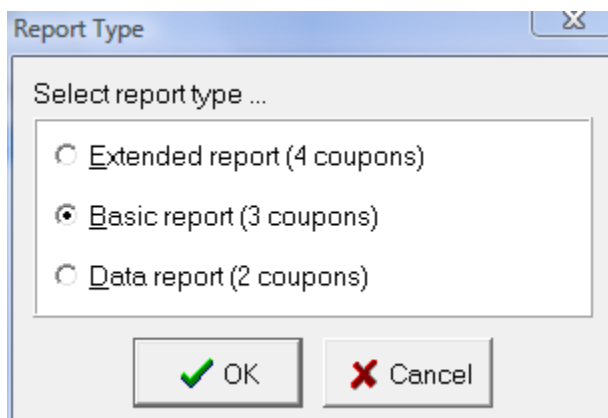 Report Type
Select report type ...
Extended report (4 coupons)
Basic report (3 coupons)
Data report (2 coupons)
OK Cancel